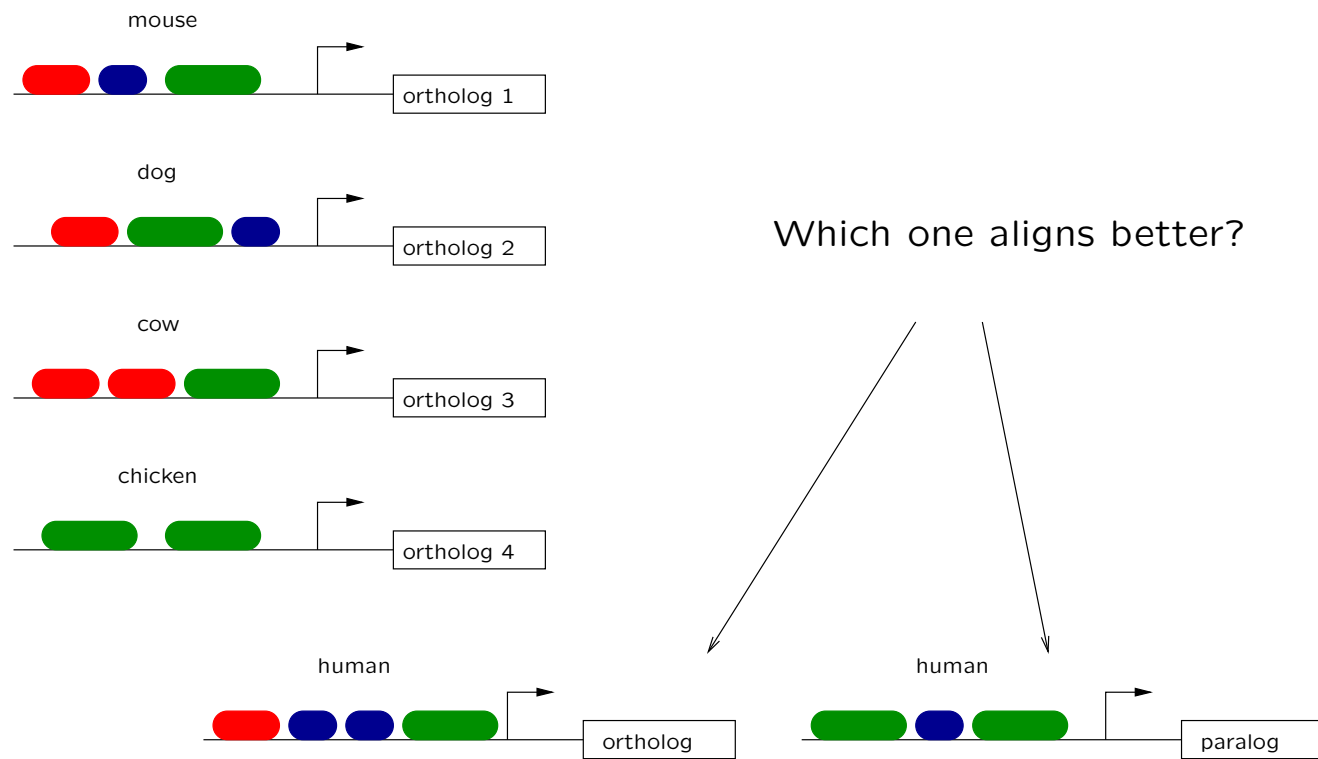 mouse
ortholog 1
dog
ortholog 2
Which one aligns better?
cow
ortholog 3
chicken
ortholog 4
human
ortholog
human
paralog